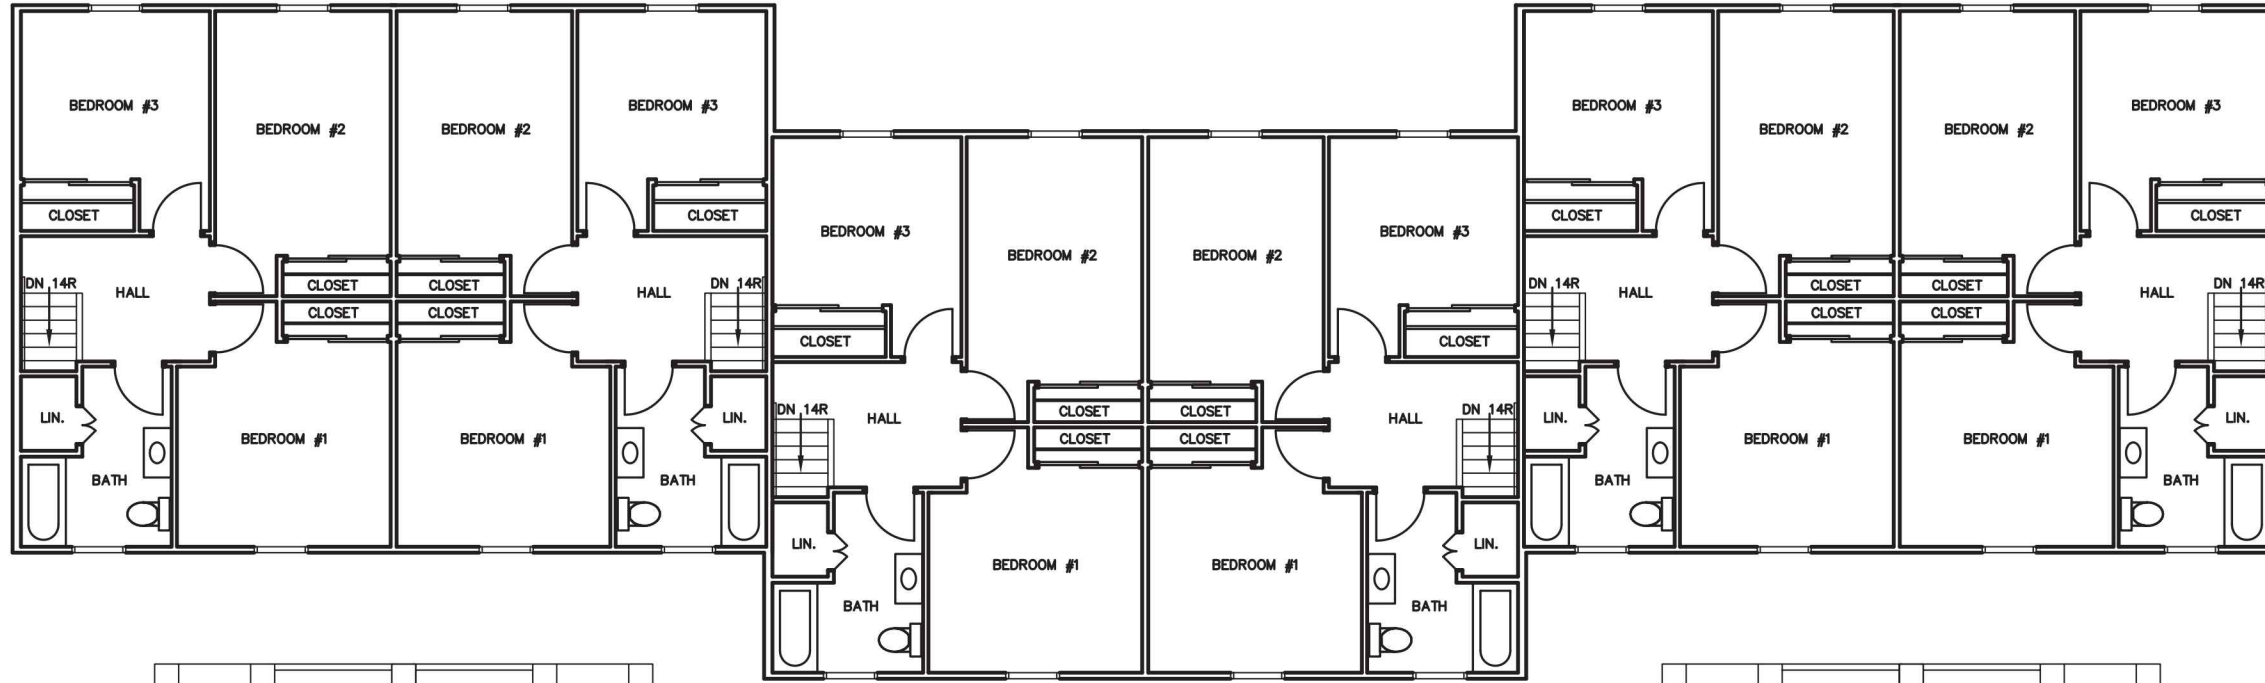 BEDROOM #3
BEDROOM #2
BEDROOM #2
BEDROOM #3
CLOSET
CLOSET
DN 14R
HALL
CLOSET
CLOSET
HALL
DN 14R
CLOSET
CLOSET
LIN.
BEDROOM #1
BEDROOM #1
LIN.
BATH
BATH
BEDROOM #3
BEDROOM #2
BEDROOM #2
BEDROOM #3
CLOSET
CLOSET
DN 14R
HALL
CLOSET
CLOSET
HALL
DN 14R
CLOSET
CLOSET
LIN.
BEDROOM #1
BEDROOM #1
LIN.
BATH
BATH
BEDROOM #3
BEDROOM #2
BEDROOM #2
BEDROOM #3
CLOSET
CLOSET
DN 14R
HALL
CLOSET
CLOSET
HALL
DN 14R
CLOSET
CLOSET
LIN.
BEDROOM #1
BEDROOM #1
LIN.
BATH
BATH